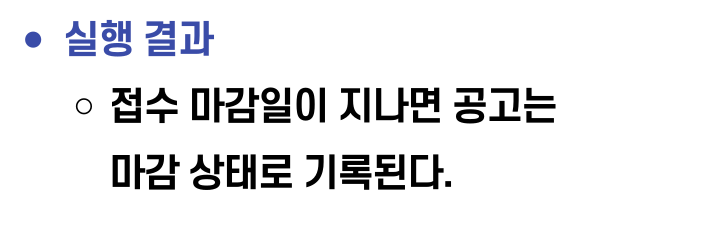 • 실행 결과
○ 접수 마감일이 지나면 공고는
마감 상태로 기록된다.